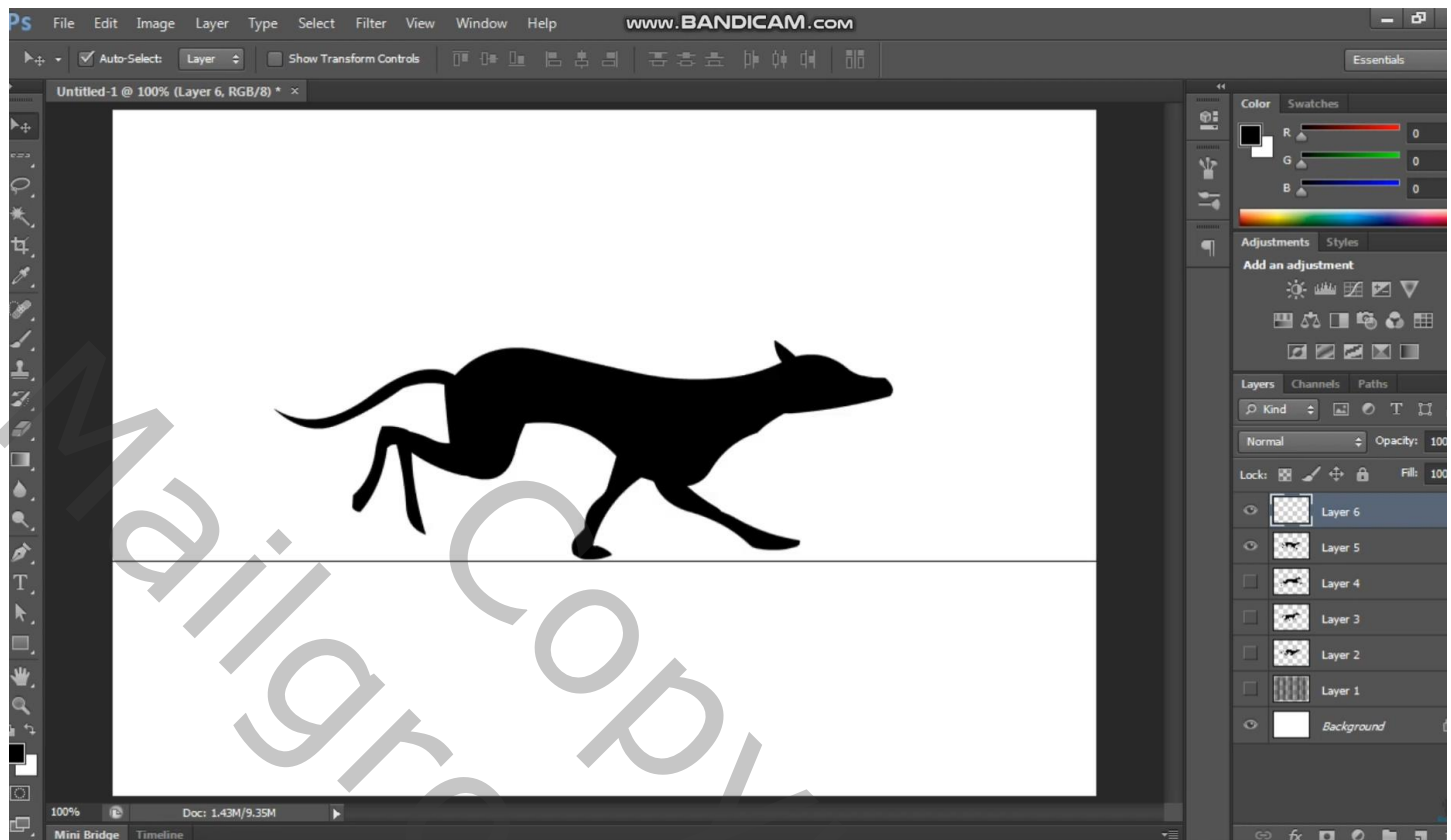 Ps File Edit Image Layer Type Select Filter View Window Help
www.BANDICAM.com
Auto-Select: Layer Show Transform Controls
Essentials
Untitled-1 @ 100% (Layer 6, RGB/8) * ×
Color Swatches
R 0
G 0
B 0
Adjustments Styles
Add an adjustment
Layers Channels Paths
Kind
Normal Opacity: 100
Lock: Fill: 100
Layer 6
Layer 5
Layer 4
Layer 3
Layer 2
Layer 1
Background
100% Doc: 1.43M/9.35M
Mini Bridge Timeline
Copy